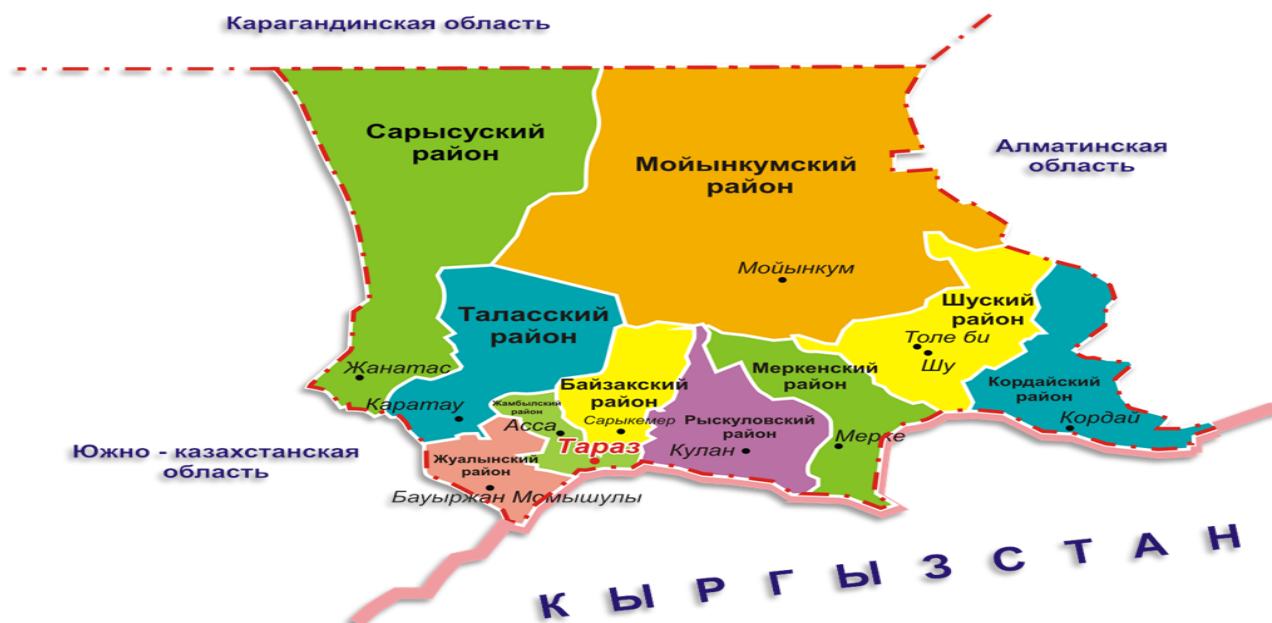 Карагандинская область
Сарысуский
район
Мойынкумский
район
Алматинская
область
Мойынкум
Таласский
район
Шуский
район
Толе би
Шу
Жанатас
Каратау
Байзакский
район
Меркенский
район
Кордайский
район
Жамбылский
район
Асса
Сарыкемер
Рыскуловский
район
Кордай
Мерке
Тараз
Кулан
Южно - казахстанская
область
Жуалынский
район
Бауыржан Момышулы
КЫРГЫЗСТАН